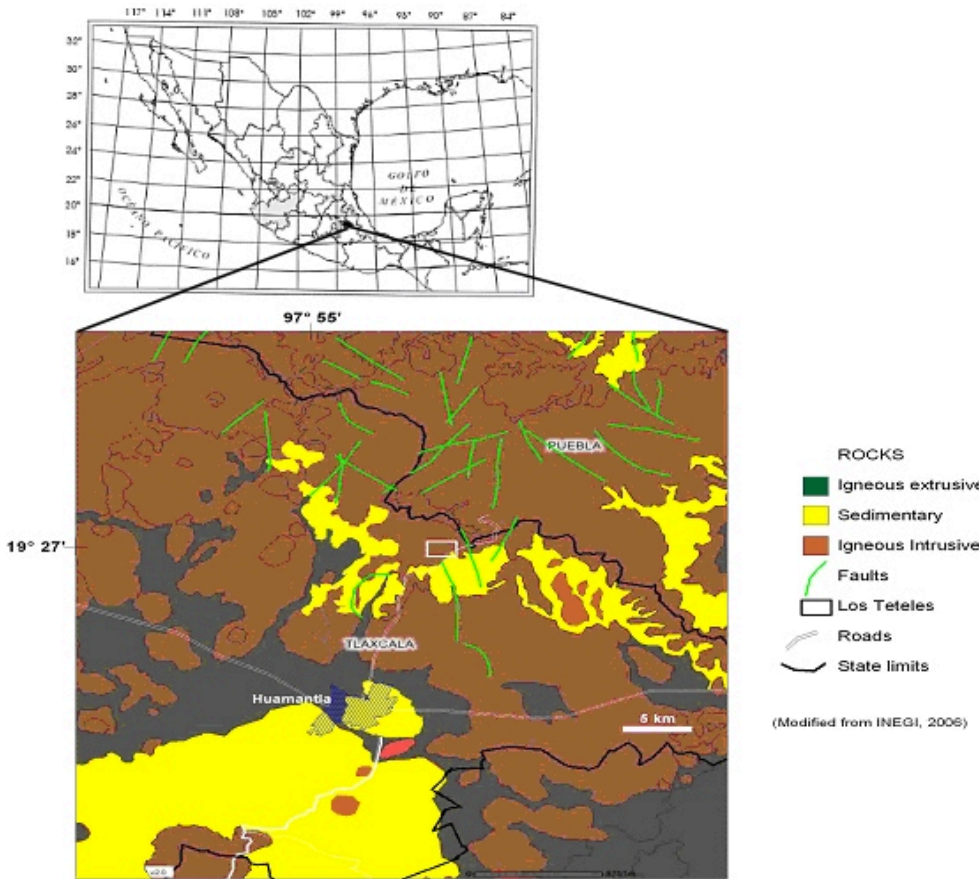 117° 114° 111° 108° 105° 102° 99° 96° 93° 90° 87° 84°
32°
30°
28°
26°
24°
22°
20°
18°
16°
GOLFO
DE
MÉXICO
OCEANO PACÍFICO
97° 55'
PUEBLA
19° 27'
TLAXCALA
Huamantla
5 km
ROCKS
Igneous extrusive
Sedimentary
Igneous Intrusive
Faults
Los Teteles
Roads
State limits
(Modified from INEGI, 2006)